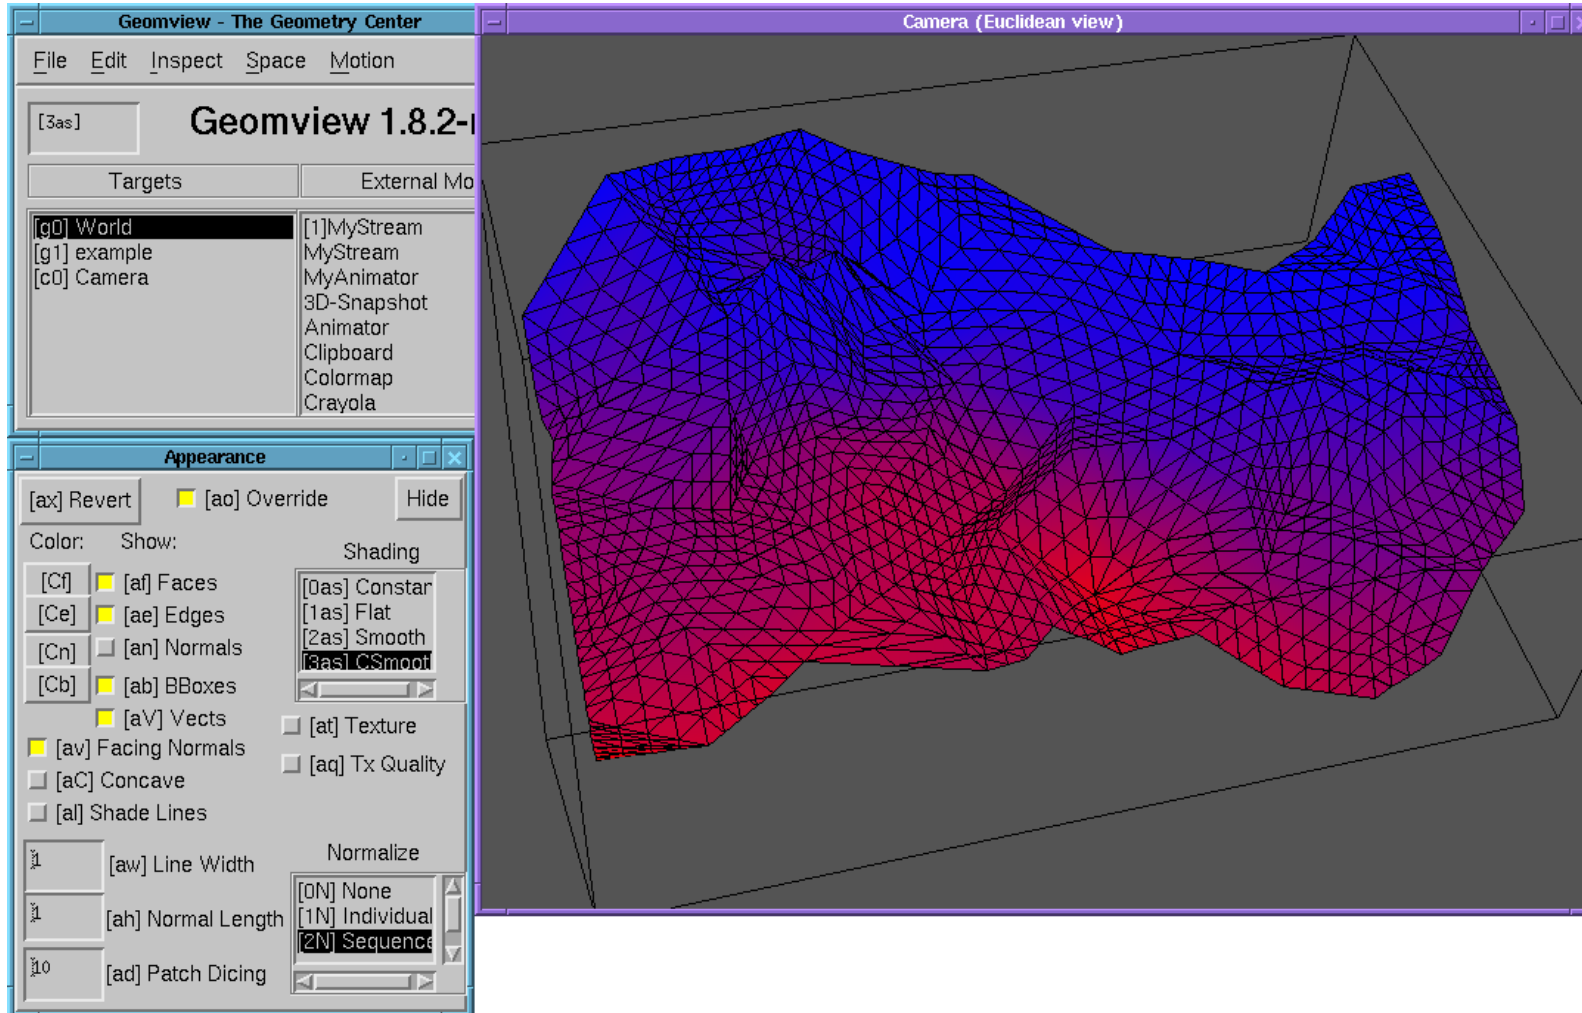 Geomview - The Geometry Center
File Edit Inspect Space Motion
[3as]
Geomview 1.8.2-
Targets
External Mo
[g0] World
[g1] example
[c0] Camera
[1]MyStream
MyStream
MyAnimator
3D-Snapshot
Animator
Clipboard
Colormap
Crayola
Camera (Euclidean view)
Appearance
[ax] Revert
[ao] Override
Hide
Color:
Show:
Shading
[Cf]
[af] Faces
[Ce]
[ae] Edges
[Cn]
[an] Normals
[Cb]
[ab] BBoxes
[aV] Vects
[0as] Constan
[1as] Flat
[2as] Smooth
[3as] CSmoot
[av] Facing Normals
[aC] Concave
[al] Shade Lines
[at] Texture
[aq] Tx Quality
1
[aw] Line Width
1
[ah] Normal Length
10
[ad] Patch Dicing
Normalize
[0N] None
[1N] Individual
[2N] Sequence